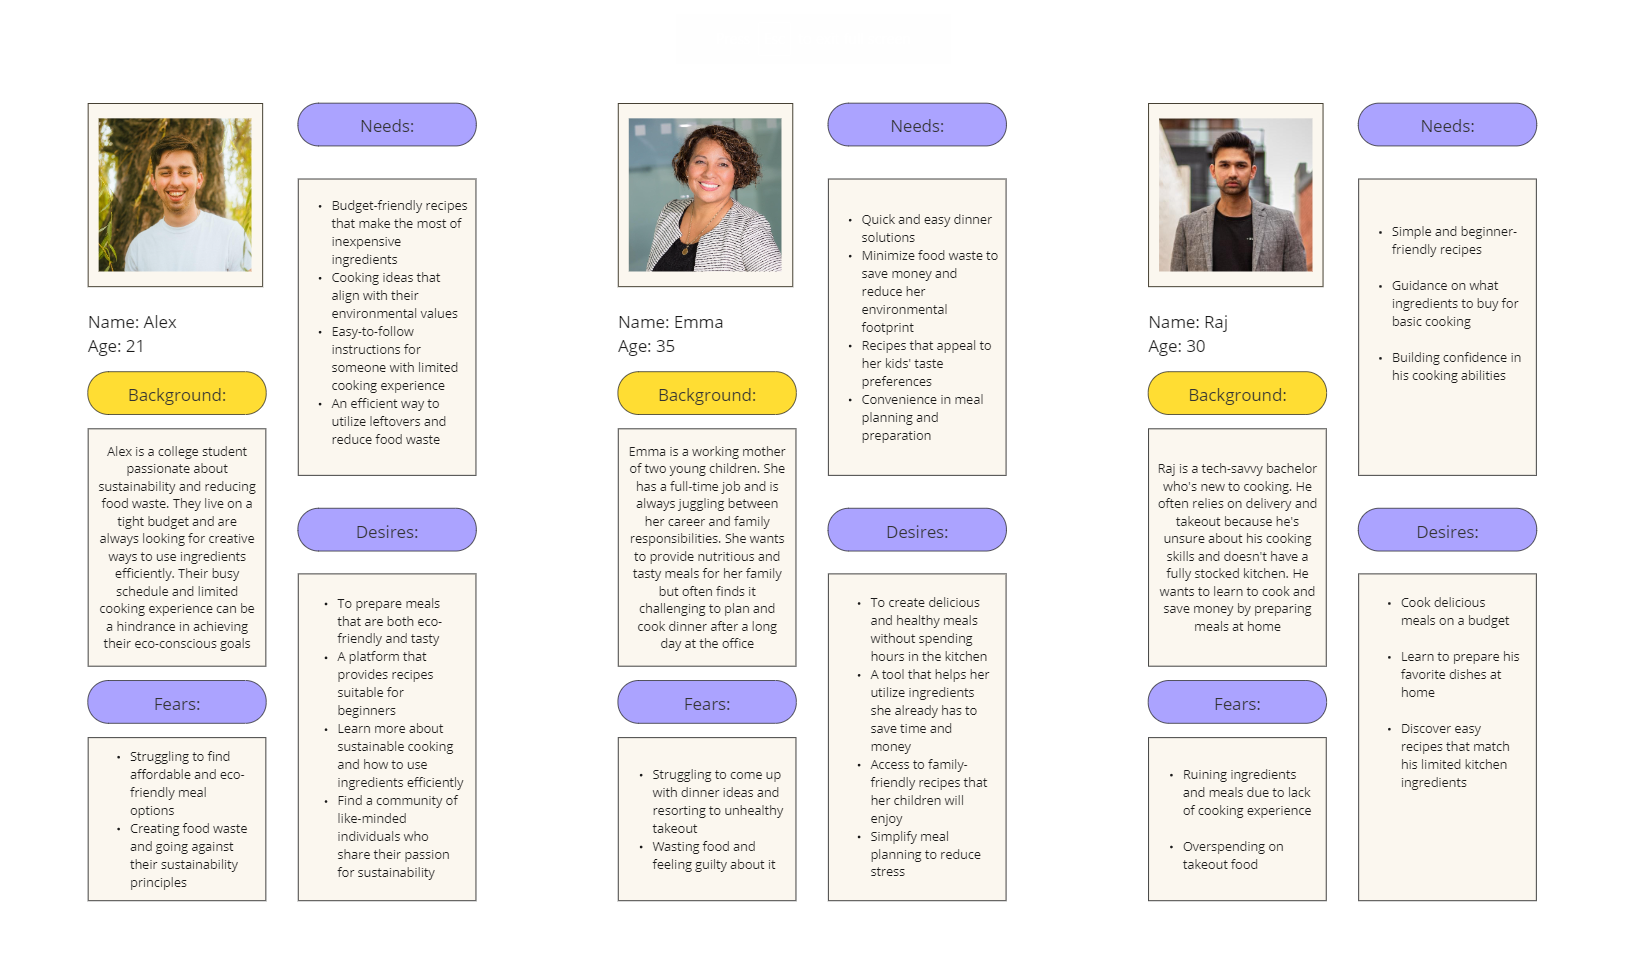 Name: Alex
Age: 21
Background:
Alex is a college student
passionate about
sustainability and reducing
food waste. They live on a
tight budget and are
always looking for creative
ways to use ingredients
efficiently. Their busy
schedule and limited
cooking experience can be
a hindrance in achieving
their eco-conscious goals
Fears:
• Struggling to find
affordable and eco-
friendly meal
options
• Creating food waste
and going against
their sustainability
principles
Needs:
• Budget-friendly recipes
that make the most of
inexpensive
ingredients
• Cooking ideas that
align with their
environmental values
• Easy-to-follow
instructions for
someone with limited
cooking experience
• An efficient way to
utilize leftovers and
reduce food waste
Desires:
• To prepare meals
that are both eco-
friendly and tasty
• A platform that
provides recipes
suitable for
beginners
• Learn more about
sustainable cooking
and how to use
ingredients efficiently
• Find a community of
like-minded
individuals who
share their passion
for sustainability
Name: Emma
Age: 35
Background:
Emma is a working mother
of two young children. She
has a full-time job and is
always juggling between
her career and family
responsibilities. She wants
to provide nutritious and
tasty meals for her family
but often finds it
challenging to plan and
cook dinner after a long
day at the office
Fears:
• Struggling to come up
with dinner ideas and
resorting to unhealthy
takeout
• Wasting food and
feeling guilty about it
Needs:
• Quick and easy dinner
solutions
• Minimize food waste to
save money and
reduce her
environmental
footprint
• Recipes that appeal to
her kids' taste
preferences
• Convenience in meal
planning and
preparation
Desires:
• To create delicious
and healthy meals
without spending
hours in the kitchen
• A tool that helps her
utilize ingredients
she already has to
save time and
money
• Access to family-
friendly recipes that
her children will
enjoy
• Simplify meal
planning to reduce
stress
Name: Raj
Age: 30
Background:
Raj is a tech-savvy bachelor
who's new to cooking. He
often relies on delivery and
takeout because he's
unsure about his cooking
skills and doesn't have a
fully stocked kitchen. He
wants to learn to cook and
save money by preparing
meals at home
Fears:
• Ruining ingredients
and meals due to lack
of cooking experience
• Overspending on
takeout food
Needs:
• Simple and beginner-
friendly recipes
• Guidance on what
ingredients to buy for
basic cooking
• Building confidence in
his cooking abilities
Desires:
• Cook delicious
meals on a budget
• Learn to prepare his
favorite dishes at
home
• Discover easy
recipes that match
his limited kitchen
ingredients